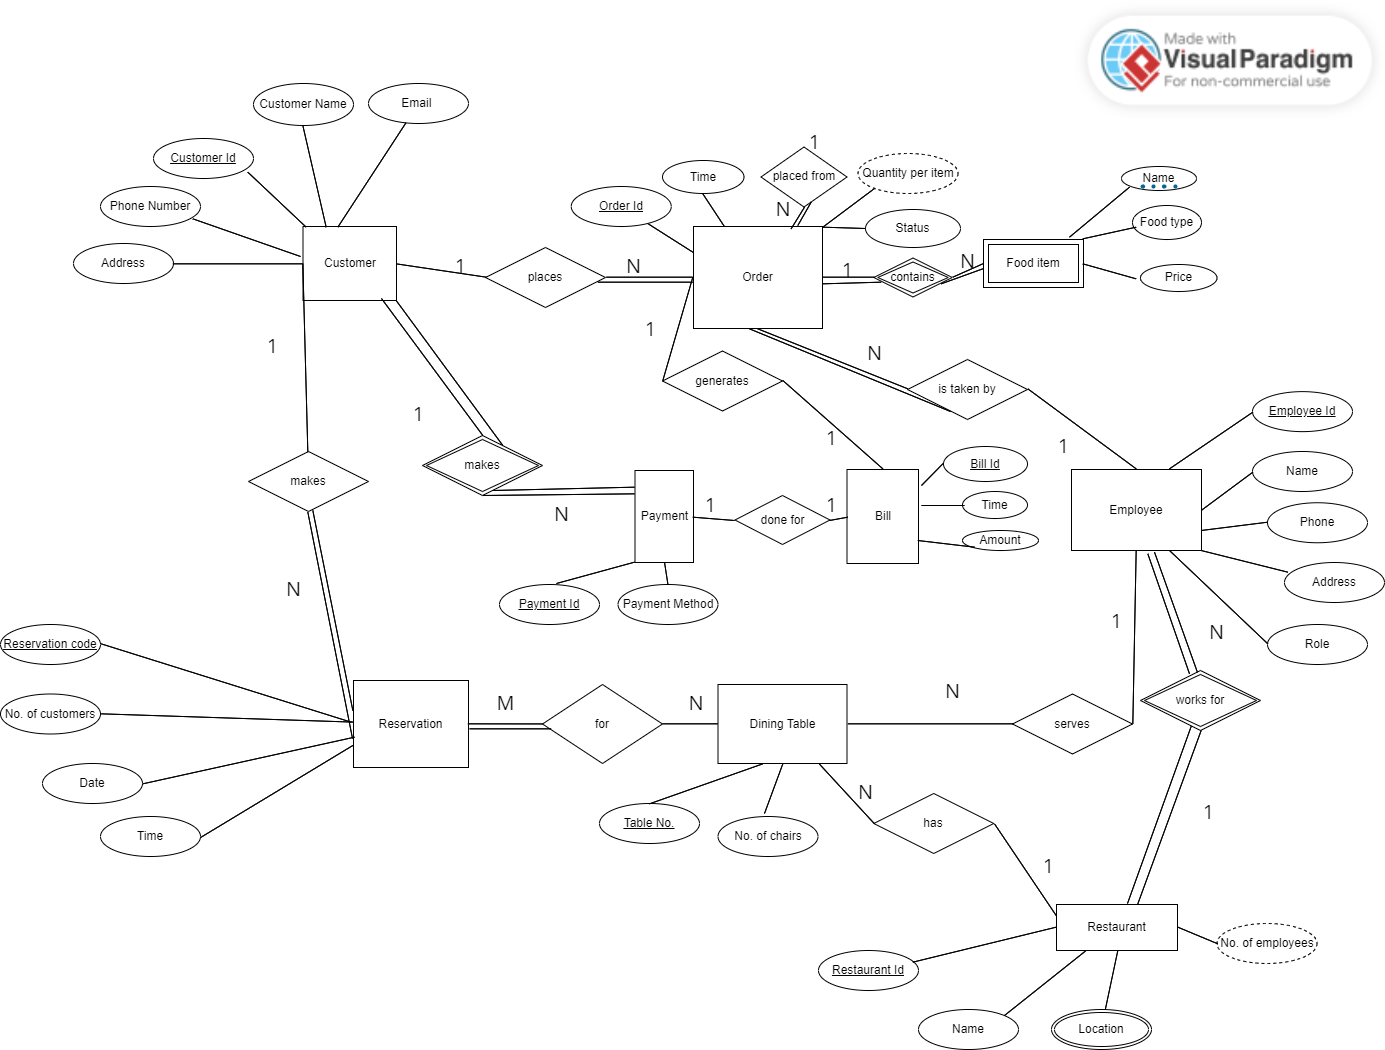 Made with
Visual Paradigm
For non-commercial use
Customer Name
Email
Customer Id
Phone Number
Address
Customer
1
places
N
Time
Order Id
1
placed from
N
Quantity per item
Status
Order
1
contains
N
Food item
Name
Food type
Price
1
generates
1
N
is taken by
1
1
makes
N
1
makes
N
Payment
1
done for
1
Bill
Bill Id
Time
Amount
Payment Id
Payment Method
Employee
Employee Id
Name
Phone
Address
Role
1
N
works for
1
Reservation code
No. of customers
Date
Time
Reservation
M
for
N
Dining Table
N
serves
Table No.
No. of chairs
N
has
1
Restaurant
Restaurant Id
Name
Location
No. of employees